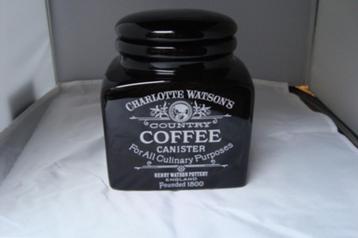 CHARLOTTE WATSON'S
COUNTRY
COFFEE
CANISTER
For All Culinary Purposes
HENRY WATSON POTTERY
ENGLAND
Founded 1800